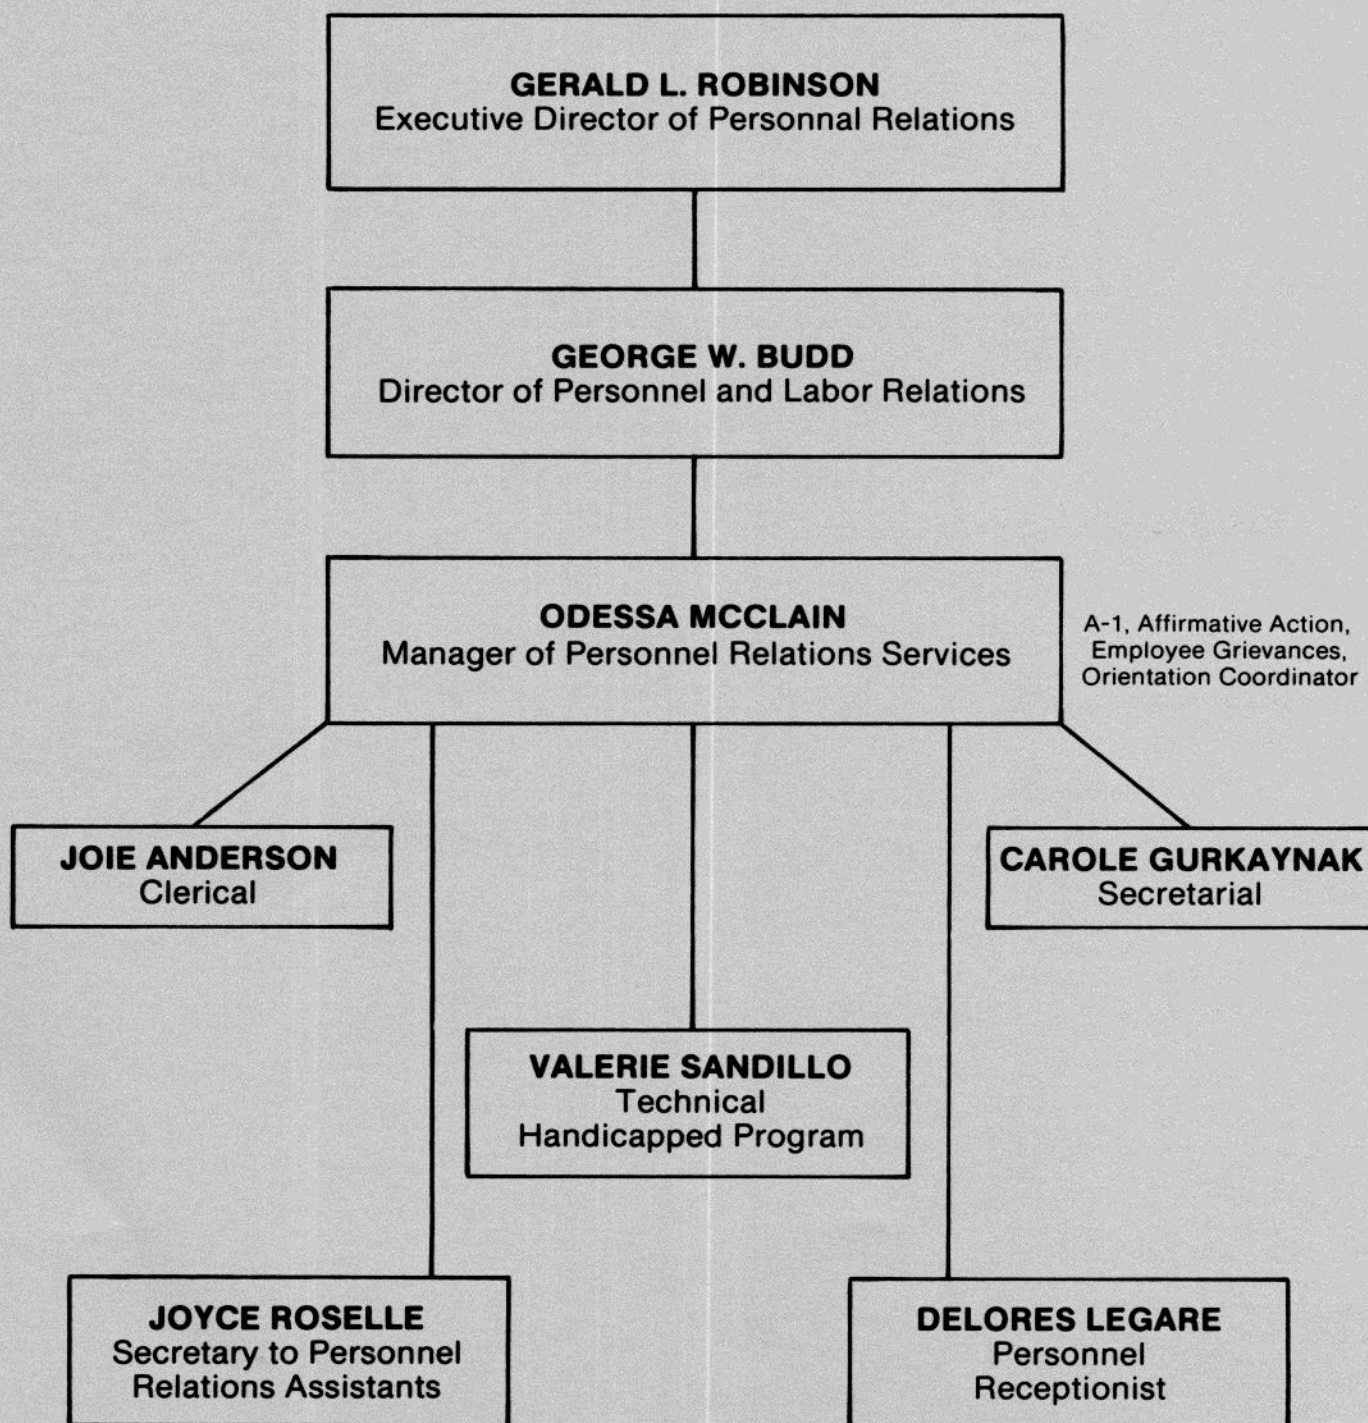 GERALD L. ROBINSON
Executive Director of Personnal Relations
GEORGE W. BUDD
Director of Personnel and Labor Relations
ODESSA MCCLAIN
Manager of Personnel Relations Services
A-1, Affirmative Action,
Employee Grievances,
Orientation Coordinator
JOIE ANDERSON
Clerical
CAROLE GURKAYNAK
Secretarial
VALERIE SANDILLO
Technical
Handicapped Program
JOYCE ROSELLE
Secretary to Personnel
Relations Assistants
DELORES LEGARE
Personnel
Receptionist